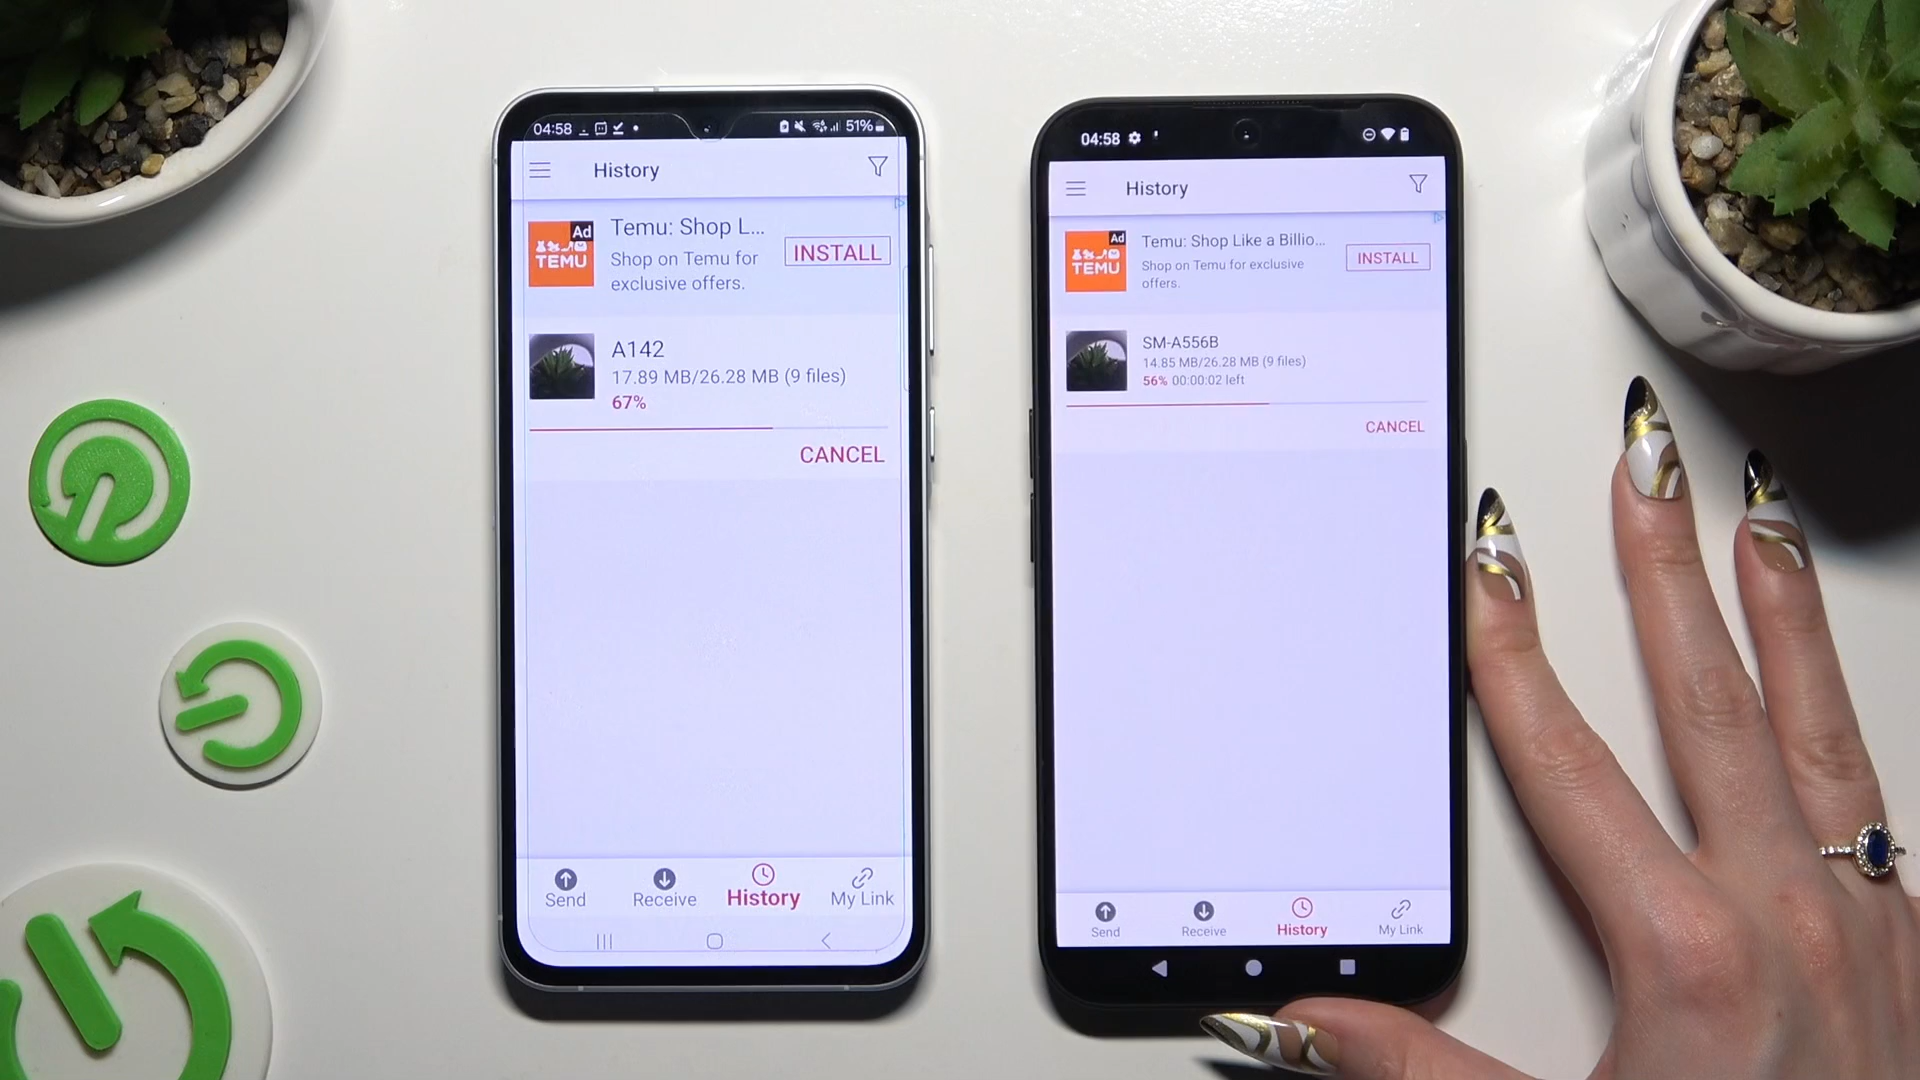 04:58
51%
History
Ad
TEMU
Temu: Shop L...
Shop on Temu for
exclusive offers.
INSTALL
A142
17.89 MB/26.28 MB (9 files)
67%
CANCEL
Send
Receive
History
My Link
04:58
History
Ad
TEMU
Temu: Shop Like a Billio...
Shop on Temu for exclusive
offers.
INSTALL
SM-A556B
14.85 MB/26.28 MB (9 files)
56% 00:00:02 left
CANCEL
Send
Receive
History
My Link